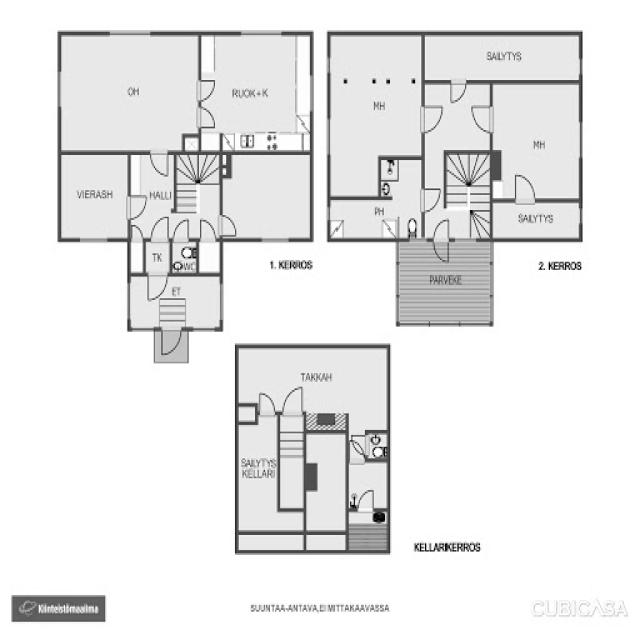 OH
RUOK+K
VIERASH
HALLI
TK
WC
ET
1. KERROS
SAILYTYS
MH
MH
PH
SAILYTYS
PARVEKE
2. KERROS
TAKKAH
SAILYTYS
KELLARI
KELLARIKERROS
Kiinteistömaailma
SUUNTAA-ANTAVA,EI MITTAKAAVASSA
CUBICASA